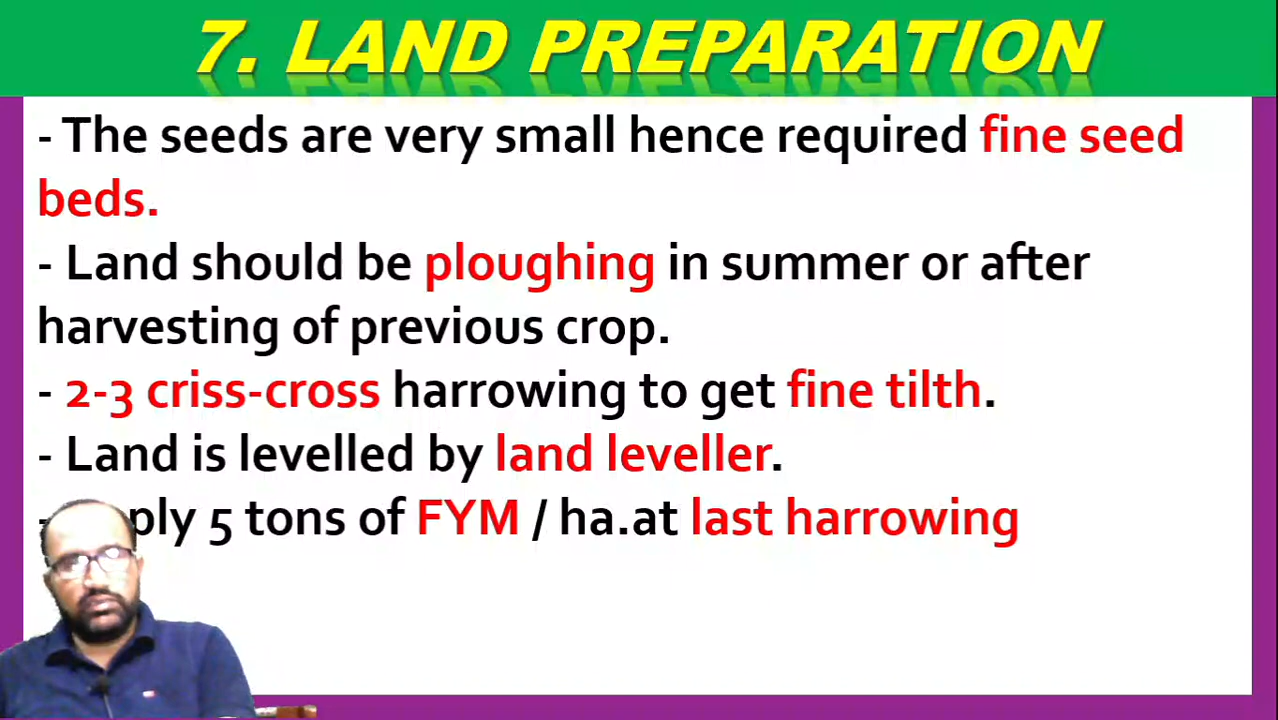 7. LAND PREPARATION
- The seeds are very small hence required fine seed
beds.
- Land should be ploughing in summer or after
harvesting of previous crop.
- 2-3 criss-cross harrowing to get fine tilth.
- Land is levelled by land leveller.
- ply 5 tons of FYM / ha.at last harrowing